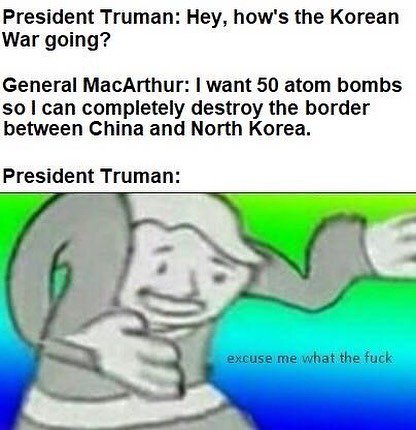 President Truman: Hey, how's the Korean
War going?
General MacArthur: I want 50 atom bombs
so I can completely destroy the border
between China and North Korea.
President Truman:
excuse me what the fuck